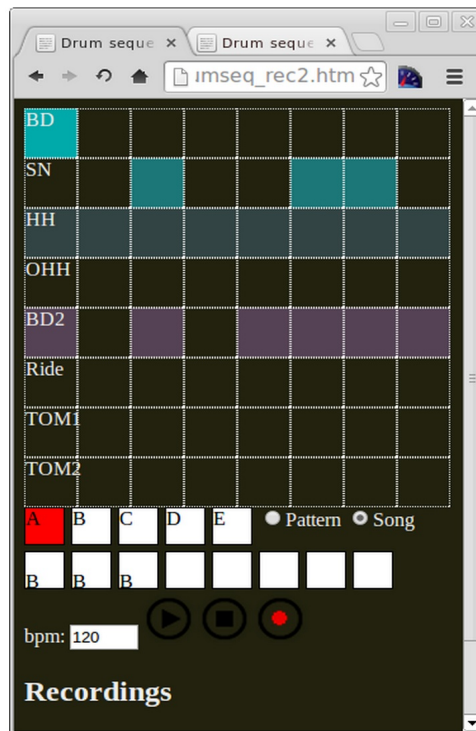 Drum seque Drum seque
umseq_rec2.htm
BD
SN
HH
OHH
BD2
Ride
TOM1
TOM2
A B C D E Pattern Song
B B B
bpm: 120
Recordings